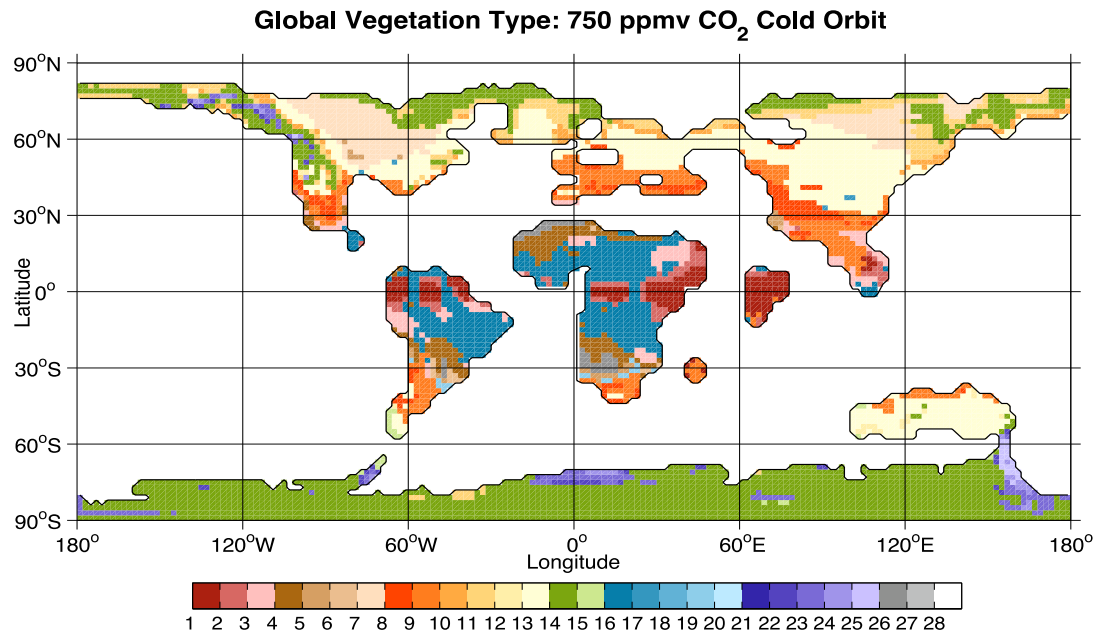 Global Vegetation Type: 750 ppmv CO2 Cold Orbit
90°N
60°N
30°N
0°
30°S
60°S
90°S
Latitude
180° 120°W 60°W 0° 60°E 120°E 180°
Longitude
1 2 3 4 5 6 7 8 9 10 11 12 13 14 15 16 17 19 20 21 22 23 24 25 26 27 28